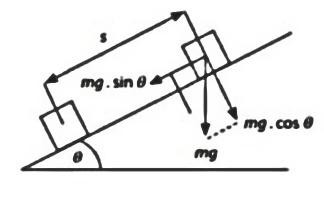 s
mg.sin θ
mg.cos θ
θ
mg